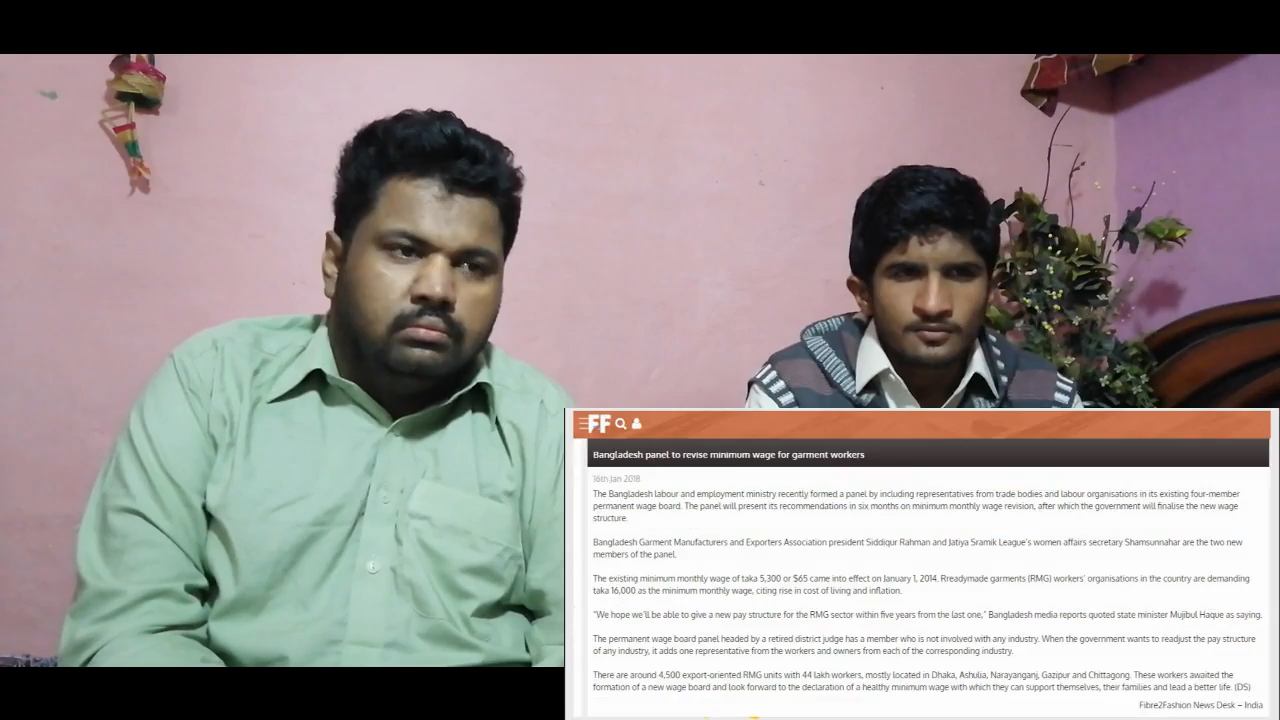 FF
Bangladesh panel to revise minimum wage for garment workers
16th Jan 2018
The Bangladesh labour and employment ministry recently formed a panel by including representatives from trade bodies and labour organisations in its existing four-member
permanent wage board. The panel will present its recommendations in six months on minimum monthly wage revision, after which the government will finalise the new wage
structure.
Bangladesh Garment Manufacturers and Exporters Association president Siddiqur Rahman and Jatiya Sramik League's women affairs secretary Shamsunnahar are the two new
members of the panel.
The existing minimum monthly wage of taka 5,300 or $65 came into effect on January 1, 2014. Rreadymade garments (RMG) workers' organisations in the country are demanding
taka 16,000 as the minimum monthly wage, citing rise in cost of living and inflation.
"We hope we'll be able to give a new pay structure for the RMG sector within five years from the last one," Bangladesh media reports quoted state minister Mujibul Haque as saying.
The permanent wage board panel headed by a retired district judge has a member who is not involved with any industry. When the government wants to readjust the pay structure
of any industry, it adds one representative from the workers and owners from each of the corresponding industry.
There are around 4,500 export-oriented RMG units with 44 lakh workers, mostly located in Dhaka, Ashulia, Narayanganj, Gazipur and Chittagong. These workers awaited the
formation of a new wage board and look forward to the declaration of a healthy minimum wage with which they can support themselves, their families and lead a better life. (DS)
Fibre2Fashion News Desk – India